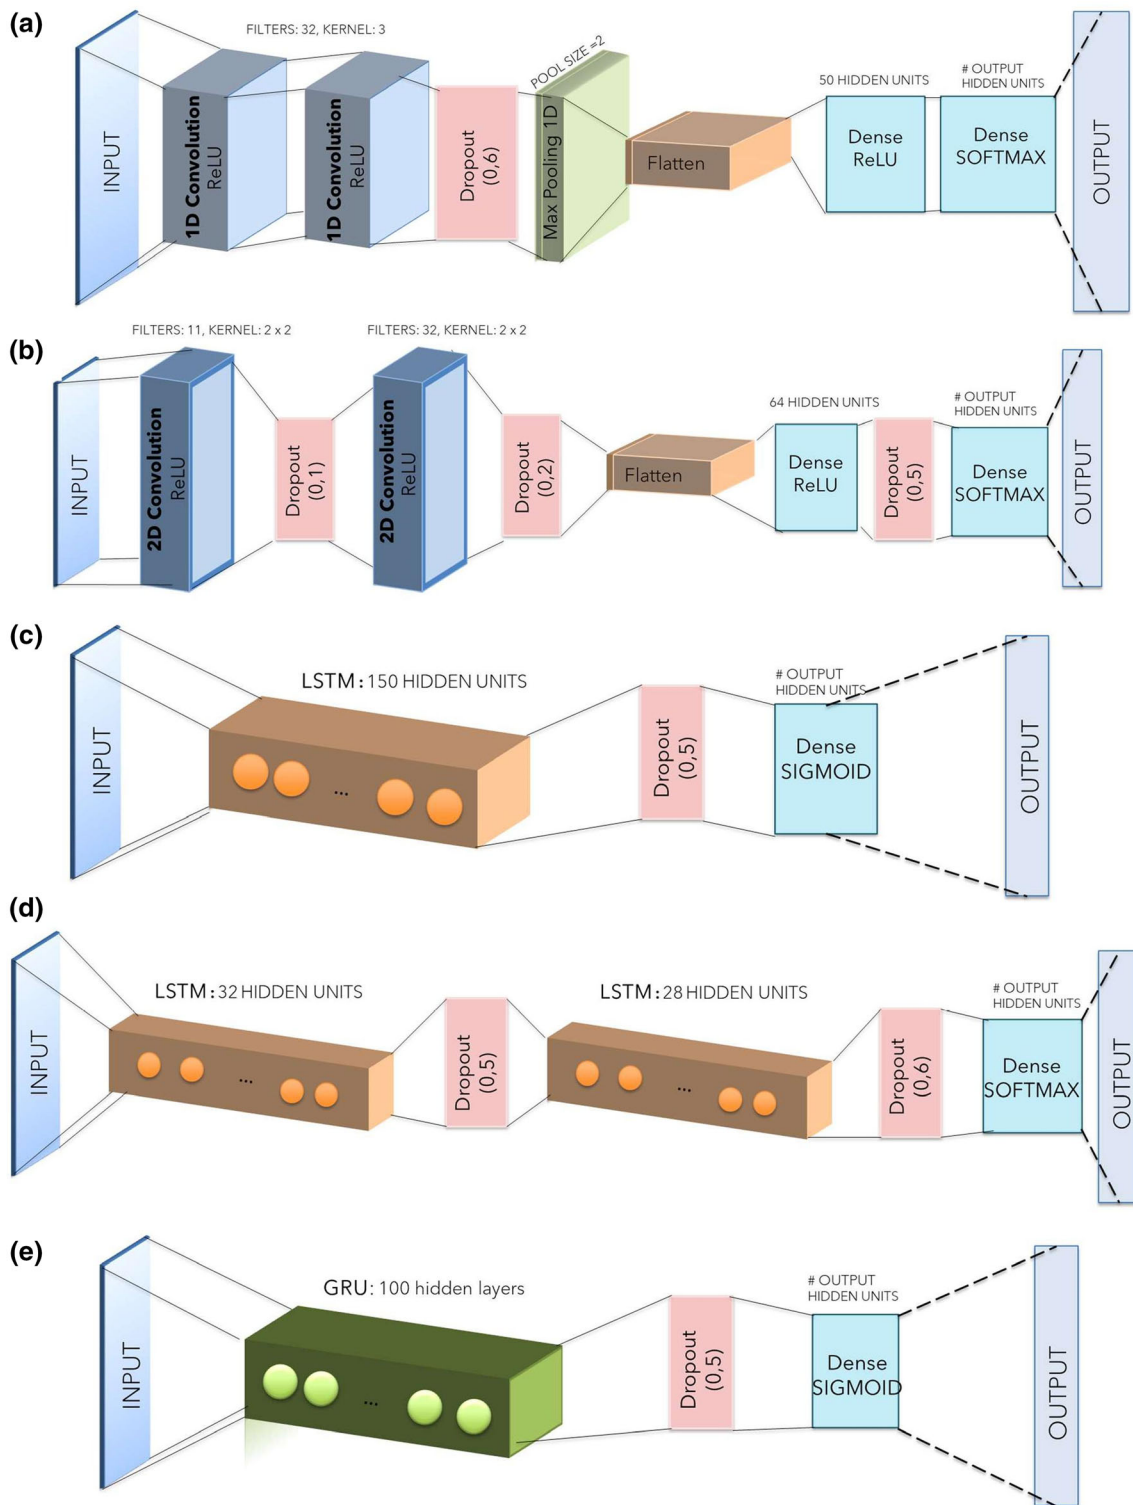 (a)
FILTERS: 32, KERNEL: 3
INPUT
1D Convolution
ReLU
1D Convolution
ReLU
Dropout
(0,6)
POOL SIZE =2
Max Pooling 1D
Flatten
50 HIDDEN UNITS
Dense
ReLU
# OUTPUT
HIDDEN UNITS
Dense
SOFTMAX
OUTPUT
(b)
FILTERS: 11, KERNEL: 2 x 2
FILTERS: 32, KERNEL: 2 x 2
INPUT
2D Convolution
ReLU
Dropout
(0,1)
2D Convolution
ReLU
Dropout
(0,2)
Flatten
64 HIDDEN UNITS
Dense
ReLU
Dropout
(0,5)
# OUTPUT
HIDDEN UNITS
Dense
SOFTMAX
OUTPUT
(c)
INPUT
LSTM: 150 HIDDEN UNITS
...
Dropout
(0,5)
# OUTPUT
HIDDEN UNITS
Dense
SIGMOID
OUTPUT
(d)
INPUT
LSTM: 32 HIDDEN UNITS
...
Dropout
(0,5)
LSTM: 28 HIDDEN UNITS
...
Dropout
(0,6)
# OUTPUT
HIDDEN UNITS
Dense
SOFTMAX
OUTPUT
(e)
INPUT
GRU: 100 hidden layers
...
Dropout
(0,5)
# OUTPUT
HIDDEN UNITS
Dense
SIGMOID
OUTPUT